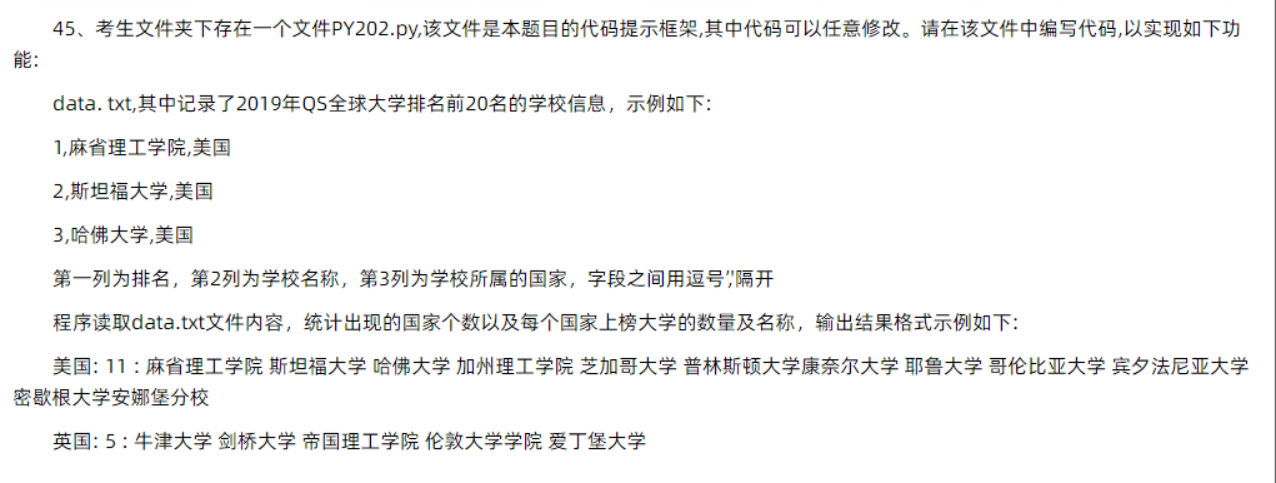 45、考生文件夹下存在一个文件PY202.py,该文件是本题目的代码提示框架,其中代码可以任意修改。请在该文件中编写代码,以实现如下功
能：
data. txt,其中记录了2019年QS全球大学排名前20名的学校信息，示例如下：
1,麻省理工学院,美国
2,斯坦福大学,美国
3,哈佛大学,美国
第一列为排名，第2列为学校名称，第3列为学校所属的国家，字段之间用逗号“,”隔开
程序读取data.txt文件内容，统计出现的国家个数以及每个国家上榜大学的数量及名称，输出结果格式示例如下：
美国: 11 : 麻省理工学院 斯坦福大学 哈佛大学 加州理工学院 芝加哥大学 普林斯顿大学康奈尔大学 耶鲁大学 哥伦比亚大学 宾夕法尼亚大学
密歇根大学安娜堡分校
英国: 5 : 牛津大学 剑桥大学 帝国理工学院 伦敦大学学院 爱丁堡大学